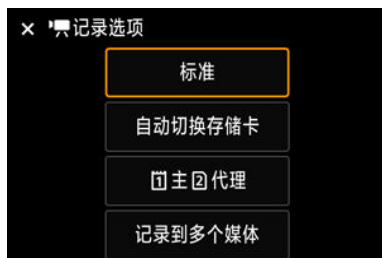 × 记录选项
标准
自动切换存储卡
1主2代理
记录到多个媒体